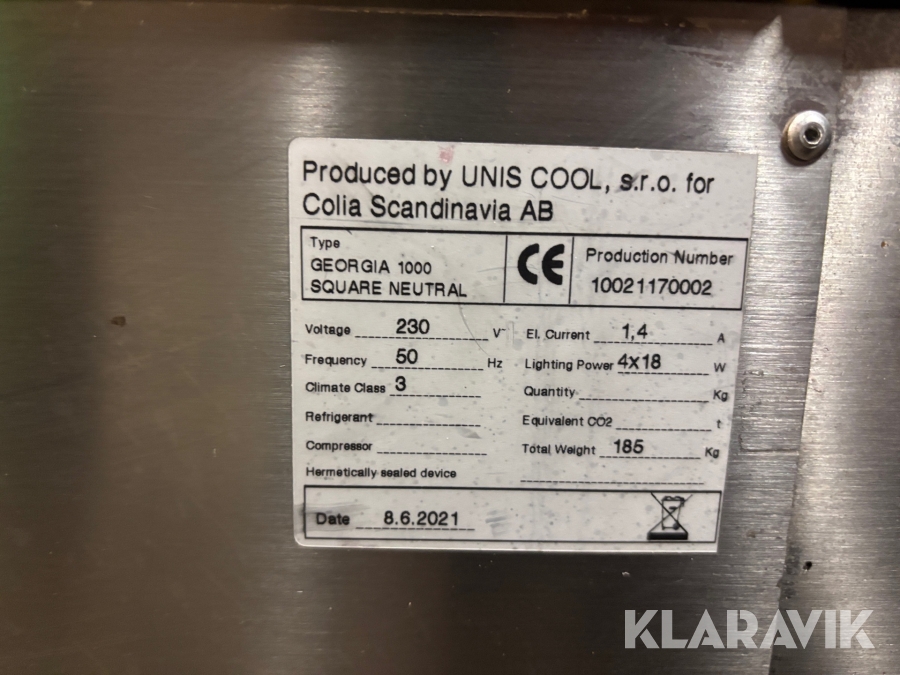 Produced by UNIS COOL, s.r.o. for
Colia Scandinavia AB
Type
GEORGIA 1000
SQUARE NEUTRAL
CE
Production Number
10021170002
Voltage 230 V~
El. Current 1,4 A
Frequency 50 Hz
Lighting Power 4x18 W
Climate Class 3
Quantity Kg
Refrigerant
Equivalent CO2 t
Compressor
Total Weight 185 Kg
Hermetically sealed device
Date 8.6.2021
KLARAVIK